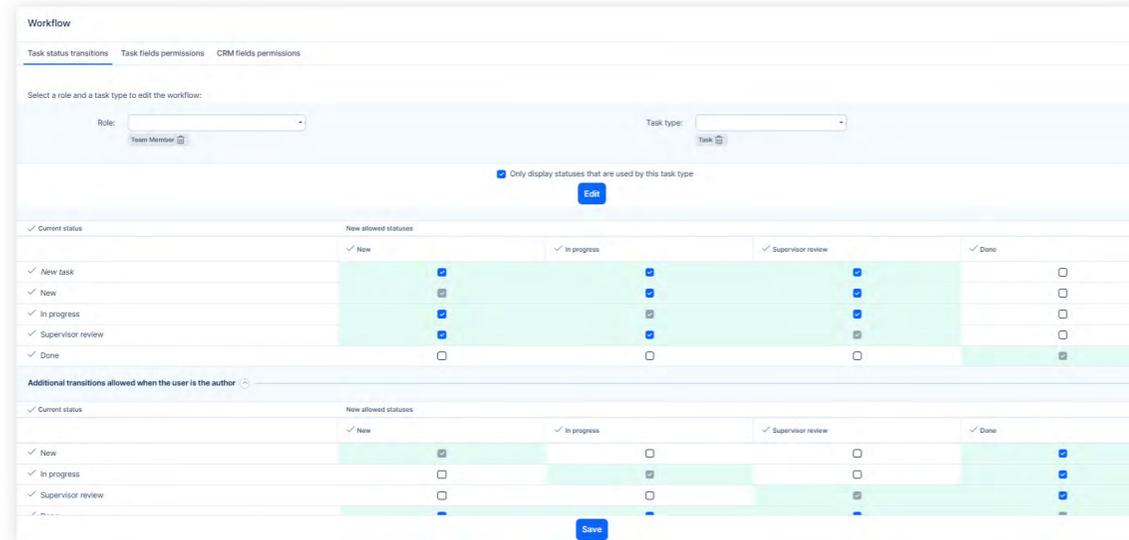 Workflow
Task status transitions Task fields permissions CRM fields permissions
Select a role and a task type to edit the workflow:
Role: Task type:
Team Member Task
Only display statuses that are used by this task type
Edit
Current status New allowed statuses
New In progress Supervisor review Done
New task
New
In progress
Supervisor review
Done
Additional transitions allowed when the user is the author
Current status New allowed statuses
New In progress Supervisor review Done
New
In progress
Supervisor review
Save